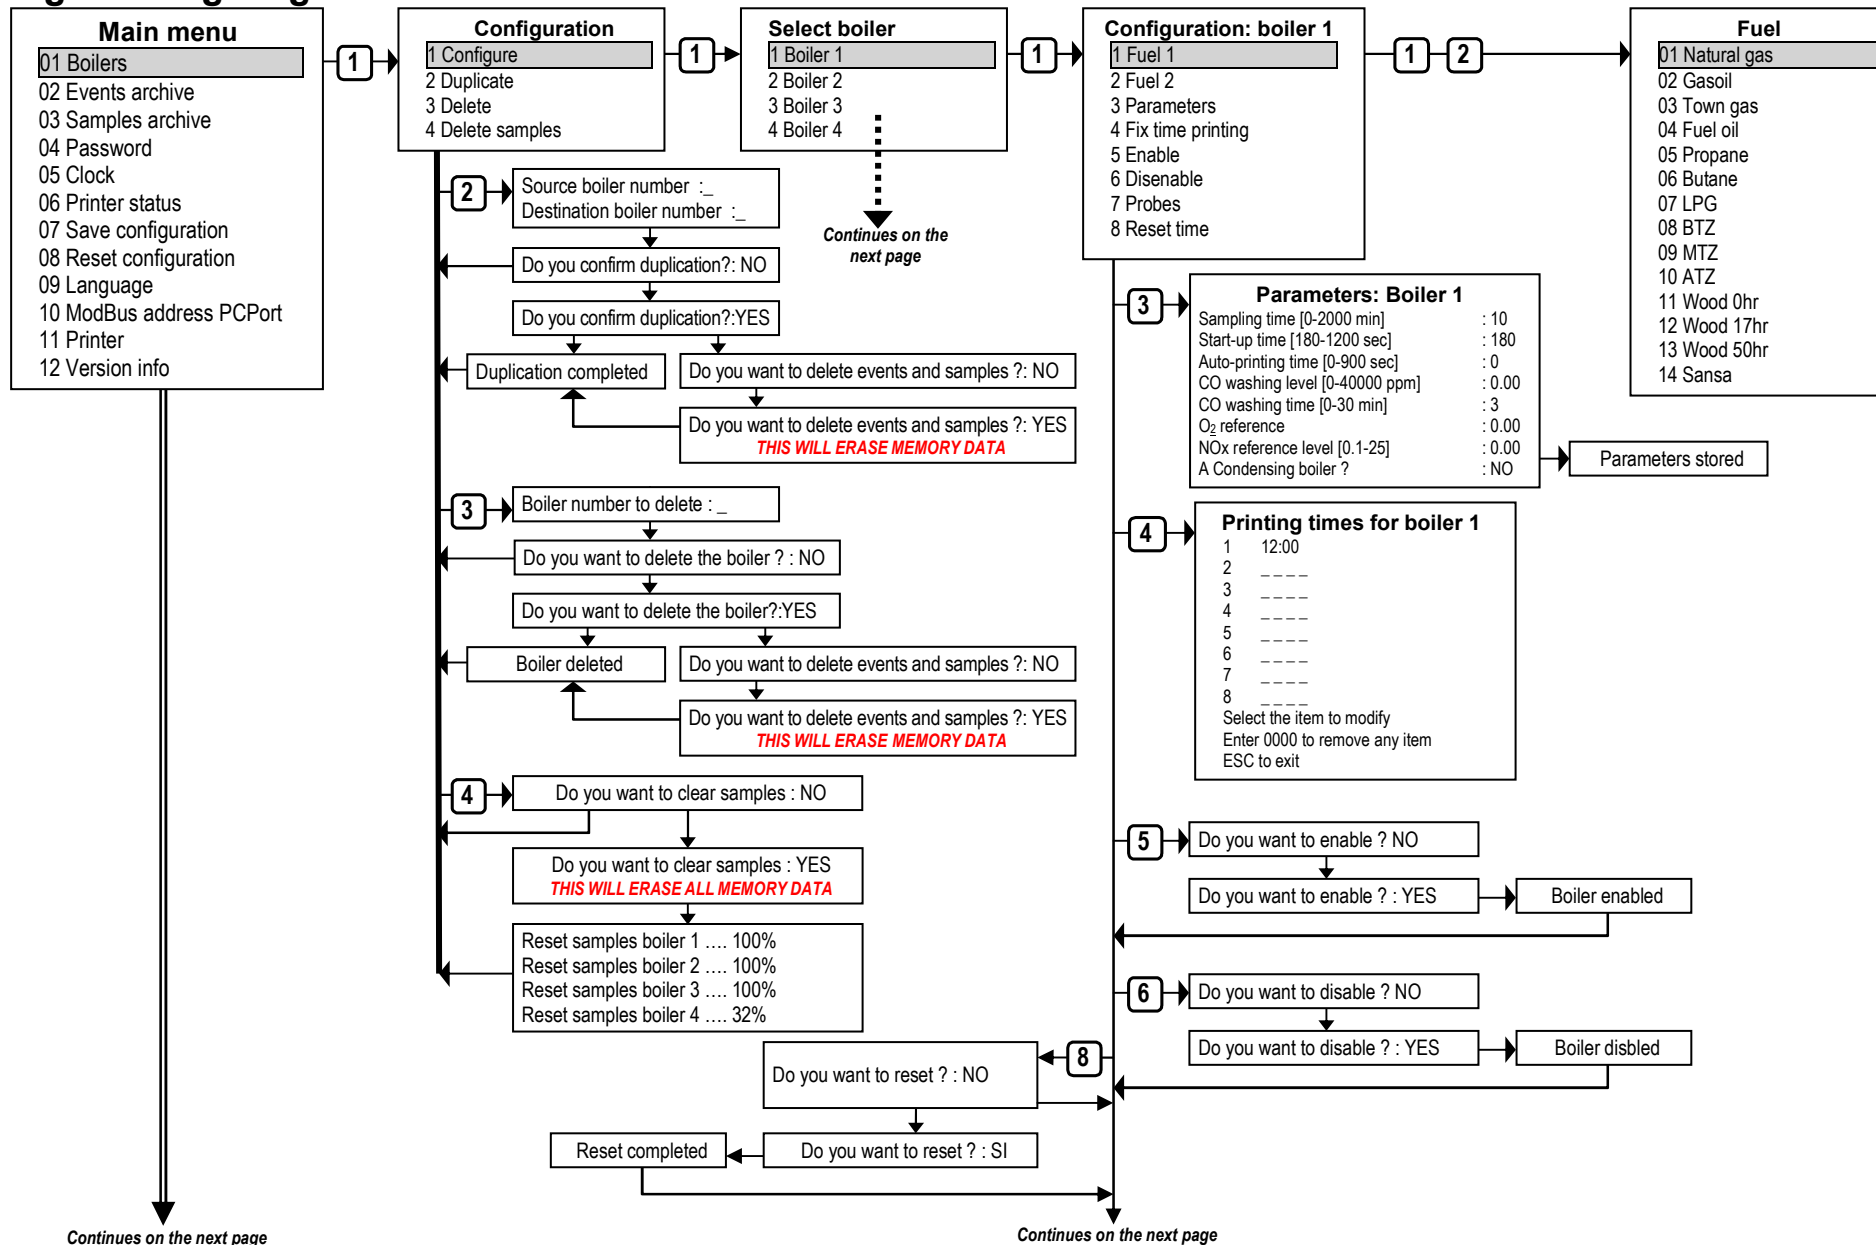 Main menu
01 Boilers
02 Events archive
03 Samples archive
04 Password
05 Clock
06 Printer status
07 Save configuration
08 Reset configuration
09 Language
10 ModBus address PCPort
11 Printer
12 Version info
1
Configuration
1 Configure
2 Duplicate
3 Delete
4 Delete samples
1
Select boiler
1 Boiler 1
2 Boiler 2
3 Boiler 3
4 Boiler 4
Continues on the
next page
1
Configuration: boiler 1
1 Fuel 1
2 Fuel 2
3 Parameters
4 Fix time printing
5 Enable
6 Disenable
7 Probes
8 Reset time
1
2
Fuel
01 Natural gas
02 Gasoil
03 Town gas
04 Fuel oil
05 Propane
06 Butane
07 LPG
08 BTZ
09 MTZ
10 ATZ
11 Wood 0hr
12 Wood 17hr
13 Wood 50hr
14 Sansa
2
Source boiler number :_
Destination boiler number :_
Do you confirm duplication?: NO
Do you confirm duplication?:YES
Duplication completed
Do you want to delete events and samples ?: NO
Do you want to delete events and samples ?: YES
THIS WILL ERASE MEMORY DATA
3
Boiler number to delete : _
Do you want to delete the boiler ? : NO
Do you want to delete the boiler?:YES
Boiler deleted
Do you want to delete events and samples ?: NO
Do you want to delete events and samples ?: YES
THIS WILL ERASE MEMORY DATA
4
Do you want to clear samples : NO
Do you want to clear samples : YES
THIS WILL ERASE ALL MEMORY DATA
Reset samples boiler 1 .... 100%
Reset samples boiler 2 .... 100%
Reset samples boiler 3 .... 100%
Reset samples boiler 4 .... 32%
3
Parameters: Boiler 1
Sampling time [0-2000 min] : 10
Start-up time [180-1200 sec] : 180
Auto-printing time [0-900 sec] : 0
CO washing level [0-40000 ppm] : 0.00
CO washing time [0-30 min] : 3
O2 reference : 0.00
NOx reference level [0.1-25] : 0.00
A Condensing boiler ? : NO
Parameters stored
4
Printing times for boiler 1
1 12:00
2 _ _ _ _
3 _ _ _ _
4 _ _ _ _
5 _ _ _ _
6 _ _ _ _
7 _ _ _ _
8 _ _ _ _
Select the item to modify
Enter 0000 to remove any item
ESC to exit
5
Do you want to enable ? NO
Do you want to enable ? : YES
Boiler enabled
6
Do you want to disable ? NO
Do you want to disable ? : YES
Boiler disbled
8
Do you want to reset ? : NO
Do you want to reset ? : SI
Reset completed
Continues on the next page
Continues on the next page